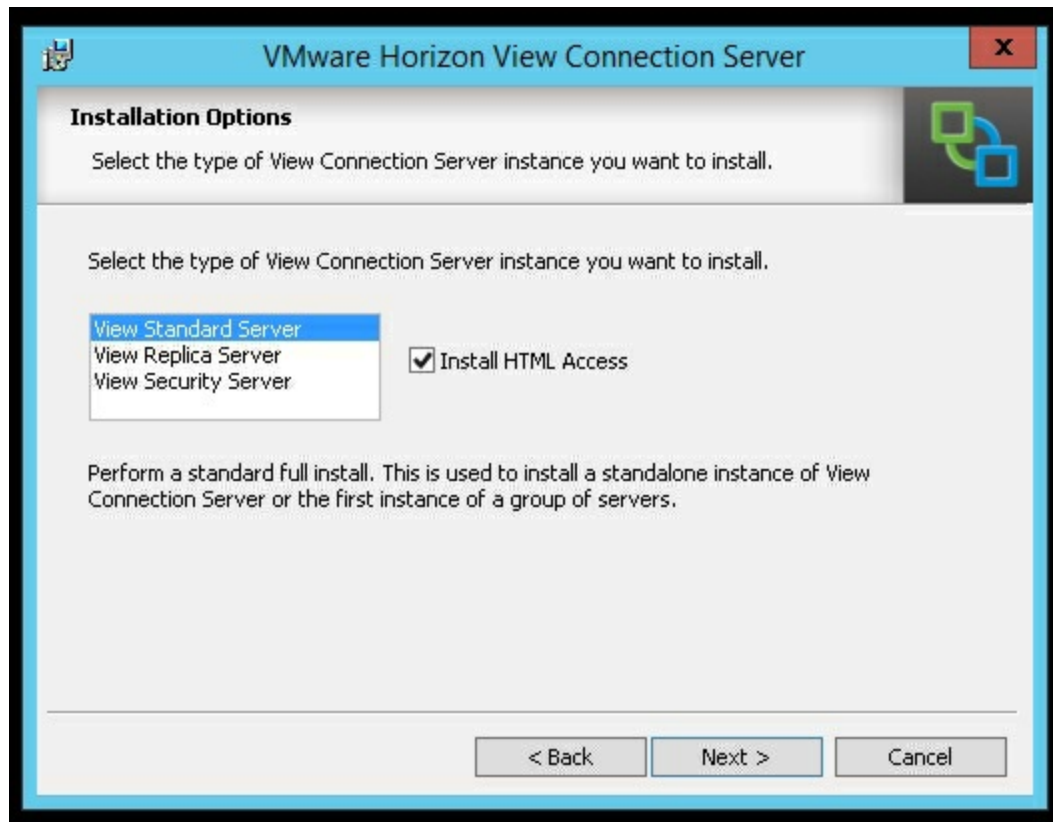 VMware Horizon View Connection Server
x
Installation Options
Select the type of View Connection Server instance you want to install.
Select the type of View Connection Server instance you want to install.
View Standard Server
View Replica Server
View Security Server
Install HTML Access
Perform a standard full install. This is used to install a standalone instance of View
Connection Server or the first instance of a group of servers.
< Back
Next >
Cancel